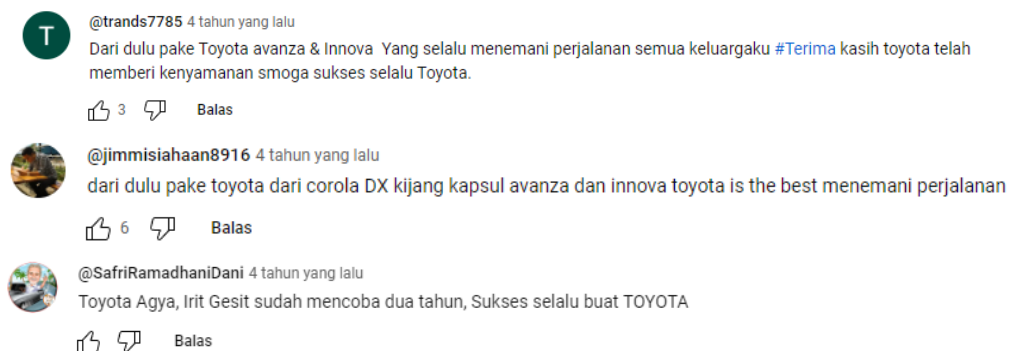 T
@trands7785 4 tahun yang lalu
Dari dulu pake Toyota avanza & Innova Yang selalu menemani perjalanan semua keluargaku #Terima kasih toyota telah
memberi kenyamanan smoga sukses selalu Toyota.
3 Balas
@jimmisiahaan8916 4 tahun yang lalu
dari dulu pake toyota dari corola DX kijang kapsul avanza dan innova toyota is the best menemani perjalanan
6 Balas
@SafriRamadhaniDani 4 tahun yang lalu
Toyota Agya, Irit Gesit sudah mencoba dua tahun, Sukses selalu buat TOYOTA
Balas